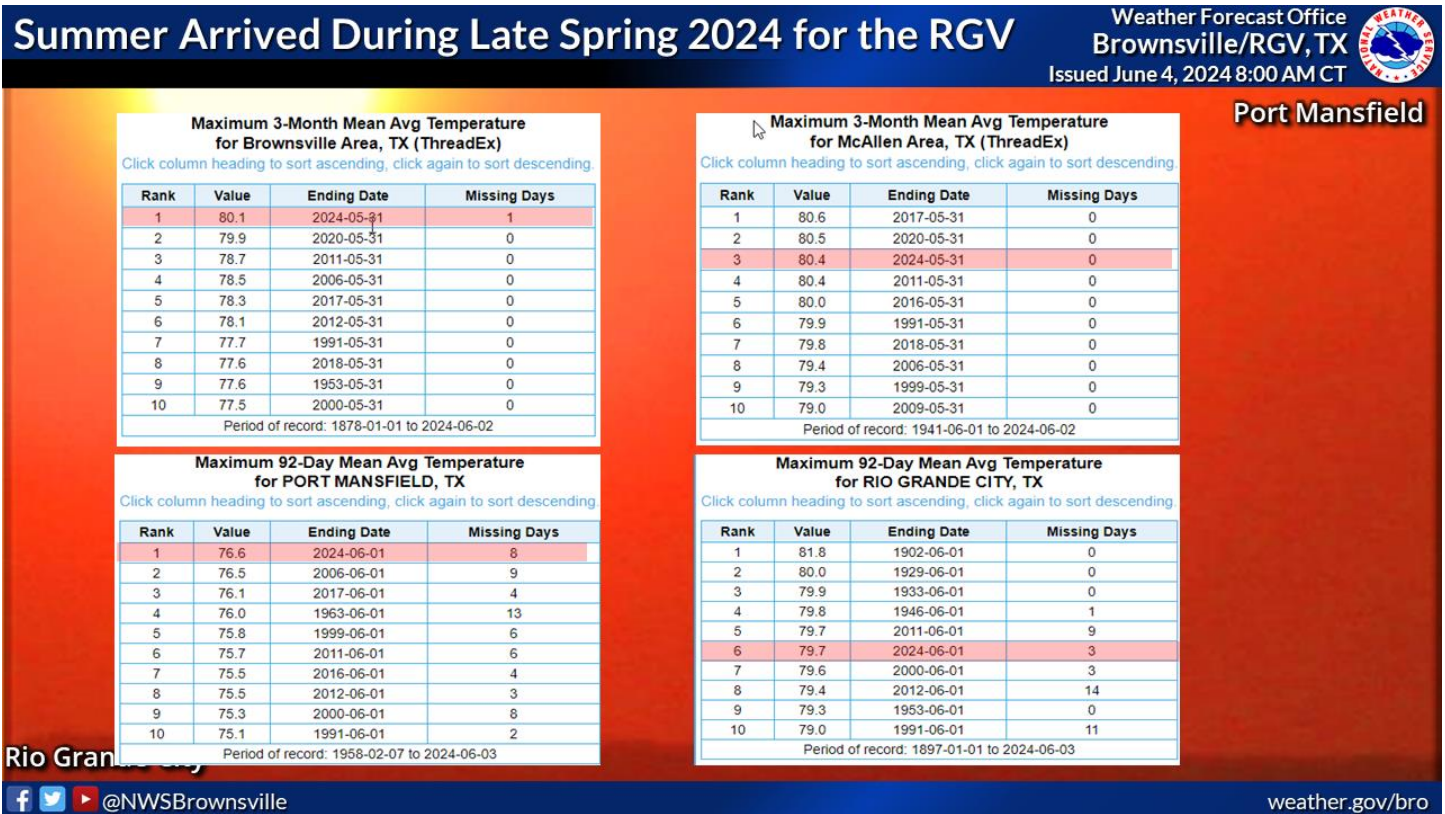 Summer Arrived During Late Spring 2024 for the RGV
Weather Forecast Office
Brownsville/RGV, TX
Issued June 4, 2024 8:00 AM CT
NATIONAL WEATHER SERVICE
Port Mansfield
Maximum 3-Month Mean Avg Temperature
for Brownsville Area, TX (ThreadEx)
Click column heading to sort ascending, click again to sort descending.
Rank Value Ending Date Missing Days
1 80.1 2024-05-31 1
2 79.9 2020-05-31 0
3 78.7 2011-05-31 0
4 78.5 2006-05-31 0
5 78.3 2017-05-31 0
6 78.1 2012-05-31 0
7 77.7 1991-05-31 0
8 77.6 2018-05-31 0
9 77.6 1953-05-31 0
10 77.5 2000-05-31 0
Period of record: 1878-01-01 to 2024-06-02
Maximum 3-Month Mean Avg Temperature
for McAllen Area, TX (ThreadEx)
Click column heading to sort ascending, click again to sort descending.
Rank Value Ending Date Missing Days
1 80.6 2017-05-31 0
2 80.5 2020-05-31 0
3 80.4 2024-05-31 0
4 80.4 2011-05-31 0
5 80.0 2016-05-31 0
6 79.9 1991-05-31 0
7 79.8 2018-05-31 0
8 79.4 2006-05-31 0
9 79.3 1999-05-31 0
10 79.0 2009-05-31 0
Period of record: 1941-06-01 to 2024-06-02
Maximum 92-Day Mean Avg Temperature
for PORT MANSFIELD, TX
Click column heading to sort ascending, click again to sort descending.
Rank Value Ending Date Missing Days
1 76.6 2024-06-01 8
2 76.5 2006-06-01 9
3 76.1 2017-06-01 4
4 76.0 1963-06-01 13
5 75.8 1999-06-01 6
6 75.7 2011-06-01 6
7 75.5 2016-06-01 4
8 75.5 2012-06-01 3
9 75.3 2000-06-01 8
10 75.1 1991-06-01 2
Period of record: 1958-02-07 to 2024-06-03
Maximum 92-Day Mean Avg Temperature
for RIO GRANDE CITY, TX
Click column heading to sort ascending, click again to sort descending.
Rank Value Ending Date Missing Days
1 81.8 1902-06-01 0
2 80.0 1929-06-01 0
3 79.9 1933-06-01 0
4 79.8 1946-06-01 1
5 79.7 2011-06-01 9
6 79.7 2024-06-01 3
7 79.6 2000-06-01 3
8 79.4 2012-06-01 14
9 79.3 1953-06-01 0
10 79.0 1991-06-01 11
Period of record: 1897-01-01 to 2024-06-03
Rio Grande City
@NWSBrownsville
weather.gov/bro